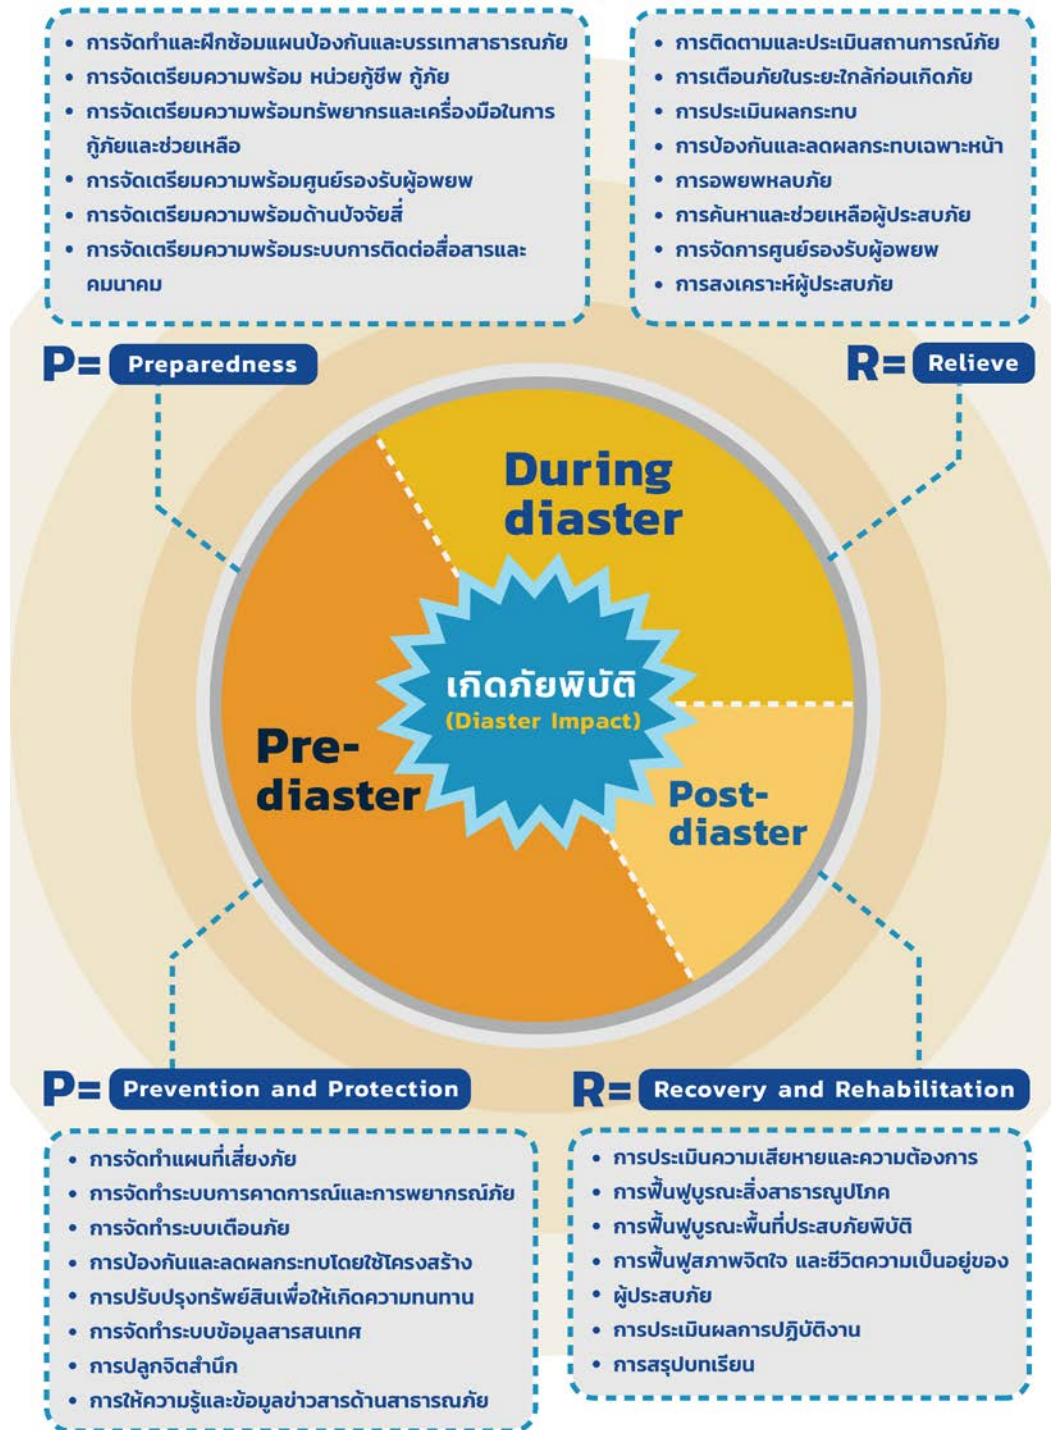 • การจัดทำและฝึกซ้อมแผนป้องกันและบรรเทาสาธารณภัย
• การจัดเตรียมความพร้อม หน่วยกู้ชีพ กู้ภัย
• การจัดเตรียมความพร้อมทรัพยากรและเครื่องมือในการ
กู้ภัยและช่วยเหลือ
• การจัดเตรียมความพร้อมศูนย์รองรับผู้อพยพ
• การจัดเตรียมความพร้อมด้านปัจจัยสี่
• การจัดเตรียมความพร้อมระบบการติดต่อสื่อสารและ
คมนาคม
P= Preparedness
• การติดตามและประเมินสถานการณ์ภัย
• การเตือนภัยในระยะใกล้ก่อนเกิดภัย
• การประเมินผลกระทบ
• การป้องกันและลดผลกระทบเฉพาะหน้า
• การอพยพหลบภัย
• การค้นหาและช่วยเหลือผู้ประสบภัย
• การจัดการศูนย์รองรับผู้อพยพ
• การสงเคราะห์ผู้ประสบภัย
R= Relieve
During
diaster
เกิดภัยพิบัติ
(Diaster Impact)
Pre-
diaster
Post-
diaster
P= Prevention and Protection
• การจัดทำแผนที่เสี่ยงภัย
• การจัดทำระบบการคาดการณ์และการพยากรณ์ภัย
• การจัดทำระบบเตือนภัย
• การป้องกันและลดผลกระทบโดยใช้โครงสร้าง
• การปรับปรุงทรัพย์สินเพื่อให้เกิดความทนทาน
• การจัดทำระบบข้อมูลสารสนเทศ
• การปลูกจิตสำนึก
• การให้ความรู้และข้อมูลข่าวสารด้านสาธารณภัย
R= Recovery and Rehabilitation
• การประเมินความเสียหายและความต้องการ
• การฟื้นฟูบูรณะสิ่งสาธารณูปโภค
• การฟื้นฟูบูรณะพื้นที่ประสบภัยพิบัติ
• การฟื้นฟูสภาพจิตใจ และชีวิตความเป็นอยู่ของ
• ผู้ประสบภัย
• การประเมินผลการปฏิบัติงาน
• การสรุปบทเรียน